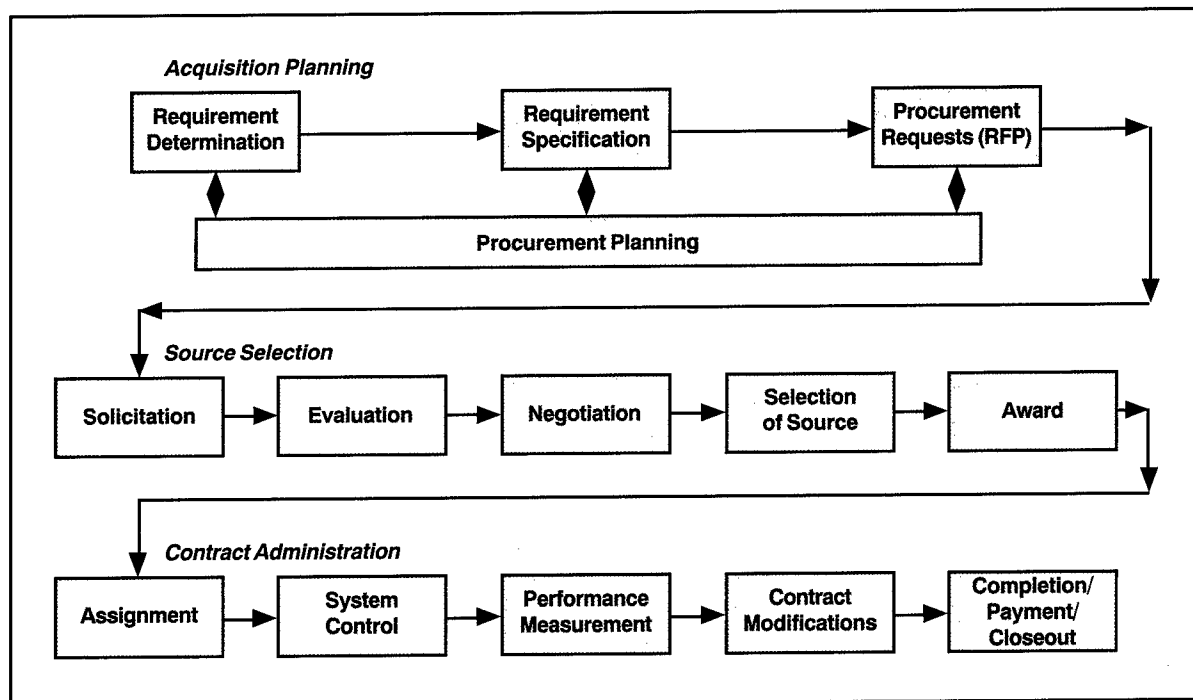 Acquisition Planning
Requirement
Determination
Requirement
Specification
Procurement
Requests (RFP)
Procurement Planning
Source Selection
Solicitation
Evaluation
Negotiation
Selection
of Source
Award
Contract Administration
Assignment
System
Control
Performance
Measurement
Contract
Modifications
Completion/
Payment/
Closeout